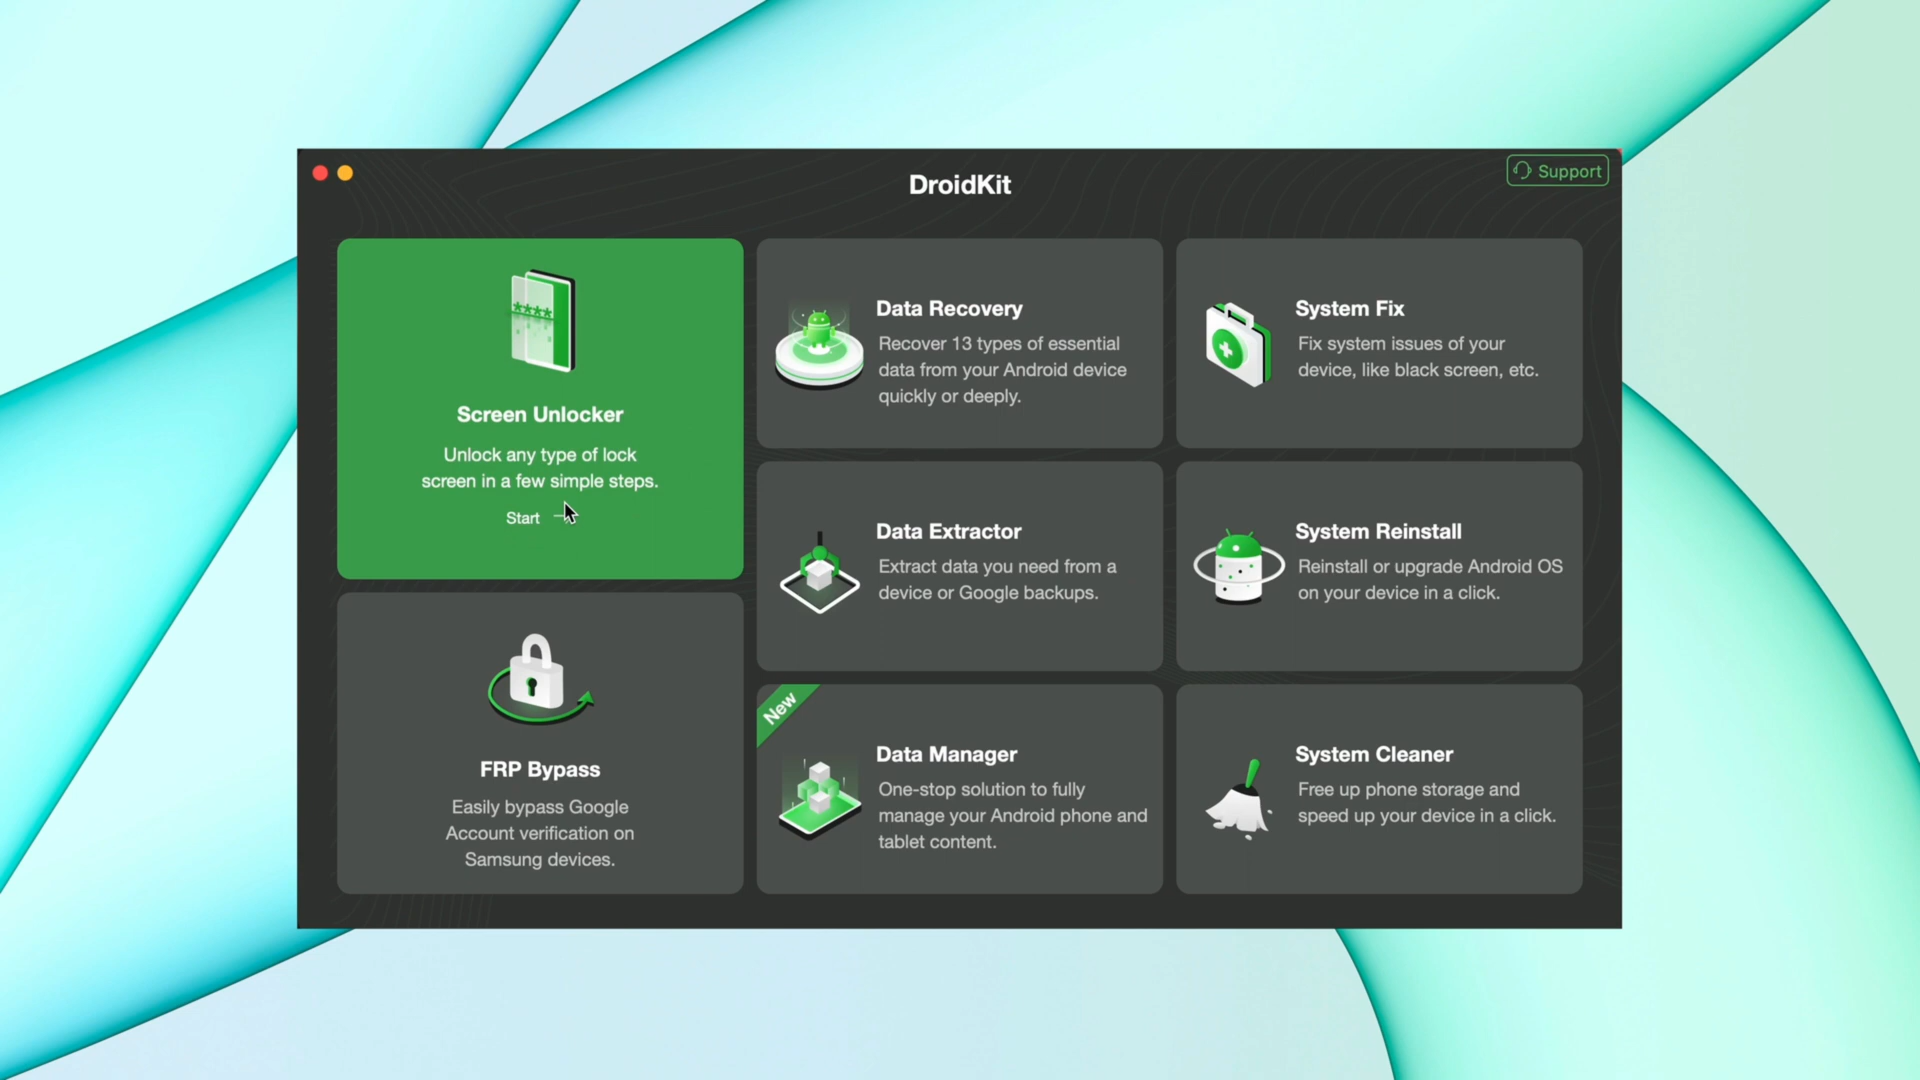 DroidKit
Support
****
Screen Unlocker
Unlock any type of lock
screen in a few simple steps.
Start
FRP Bypass
Easily bypass Google
Account verification on
Samsung devices.
Data Recovery
Recover 13 types of essential
data from your Android device
quickly or deeply.
Data Extractor
Extract data you need from a
device or Google backups.
New
Data Manager
One-stop solution to fully
manage your Android phone and
tablet content.
System Fix
Fix system issues of your
device, like black screen, etc.
System Reinstall
Reinstall or upgrade Android OS
on your device in a click.
System Cleaner
Free up phone storage and
speed up your device in a click.